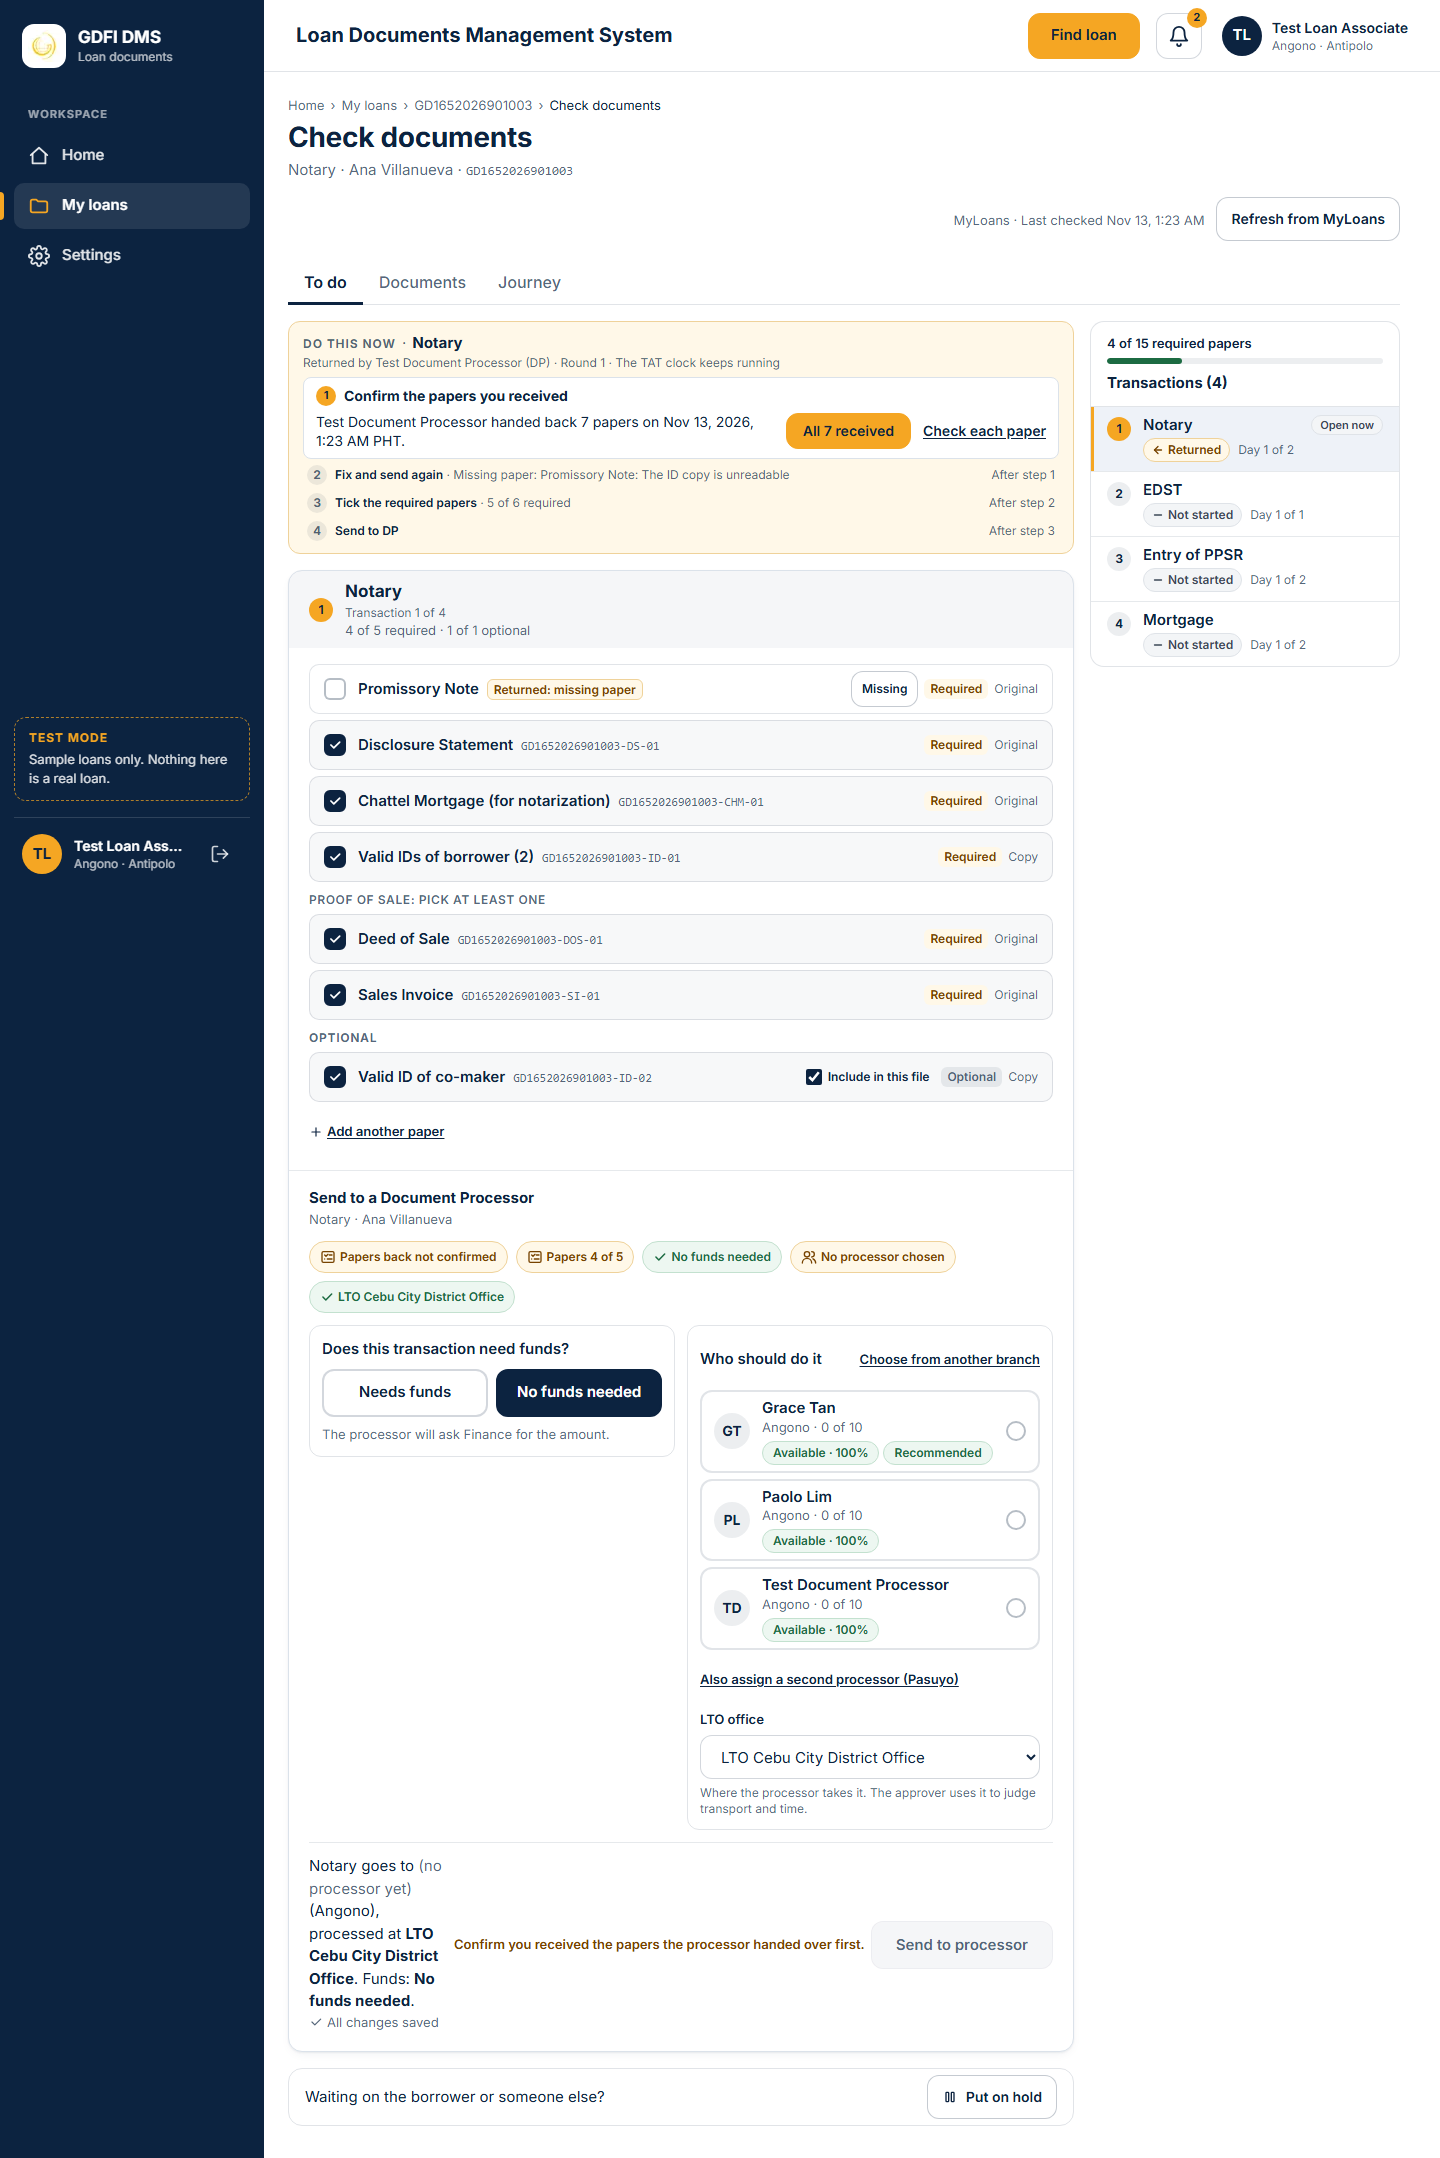 GDFI DMS
Loan documents
WORKSPACE
Home
My loans
Settings
TEST MODE
Sample loans only. Nothing here
is a real loan.
TL
Test Loan Ass...
Angono · Antipolo
Loan Documents Management System
Find loan
2
TL
Test Loan Associate
Angono · Antipolo
Home › My loans › GD1652026901003 › Check documents
Check documents
Notary · Ana Villanueva · GD1652026901003
MyLoans · Last checked Nov 13, 1:23 AM
Refresh from MyLoans
To do
Documents
Journey
DO THIS NOW · Notary
Returned by Test Document Processor (DP) · Round 1 · The TAT clock keeps running
1 Confirm the papers you received
Test Document Processor handed back 7 papers on Nov 13, 2026,
1:23 AM PHT.
All 7 received
Check each paper
2 Fix and send again · Missing paper: Promissory Note: The ID copy is unreadable After step 1
3 Tick the required papers · 5 of 6 required After step 2
4 Send to DP After step 3
4 of 15 required papers
Transactions (4)
1 Notary Open now
← Returned Day 1 of 2
2 EDST
– Not started Day 1 of 1
3 Entry of PPSR
– Not started Day 1 of 2
4 Mortgage
– Not started Day 1 of 2
1
Notary
Transaction 1 of 4
4 of 5 required · 1 of 1 optional
Promissory Note Returned: missing paper Missing Required Original
Disclosure Statement GD1652026901003-DS-01 Required Original
Chattel Mortgage (for notarization) GD1652026901003-CHM-01 Required Original
Valid IDs of borrower (2) GD1652026901003-ID-01 Required Copy
PROOF OF SALE: PICK AT LEAST ONE
Deed of Sale GD1652026901003-DOS-01 Required Original
Sales Invoice GD1652026901003-SI-01 Required Original
OPTIONAL
Valid ID of co-maker GD1652026901003-ID-02 Include in this file Optional Copy
+ Add another paper
Send to a Document Processor
Notary · Ana Villanueva
Papers back not confirmed
Papers 4 of 5
No funds needed
No processor chosen
LTO Cebu City District Office
Does this transaction need funds?
Needs funds
No funds needed
The processor will ask Finance for the amount.
Who should do it
Choose from another branch
GT
Grace Tan
Angono · 0 of 10
Available · 100%
Recommended
PL
Paolo Lim
Angono · 0 of 10
Available · 100%
TD
Test Document Processor
Angono · 0 of 10
Available · 100%
Also assign a second processor (Pasuyo)
LTO office
LTO Cebu City District Office
Where the processor takes it. The approver uses it to judge
transport and time.
Notary goes to (no
processor yet)
(Angono),
processed at LTO
Cebu City District
Office. Funds: No
funds needed.
All changes saved
Confirm you received the papers the processor handed over first.
Send to processor
Waiting on the borrower or someone else?
Put on hold